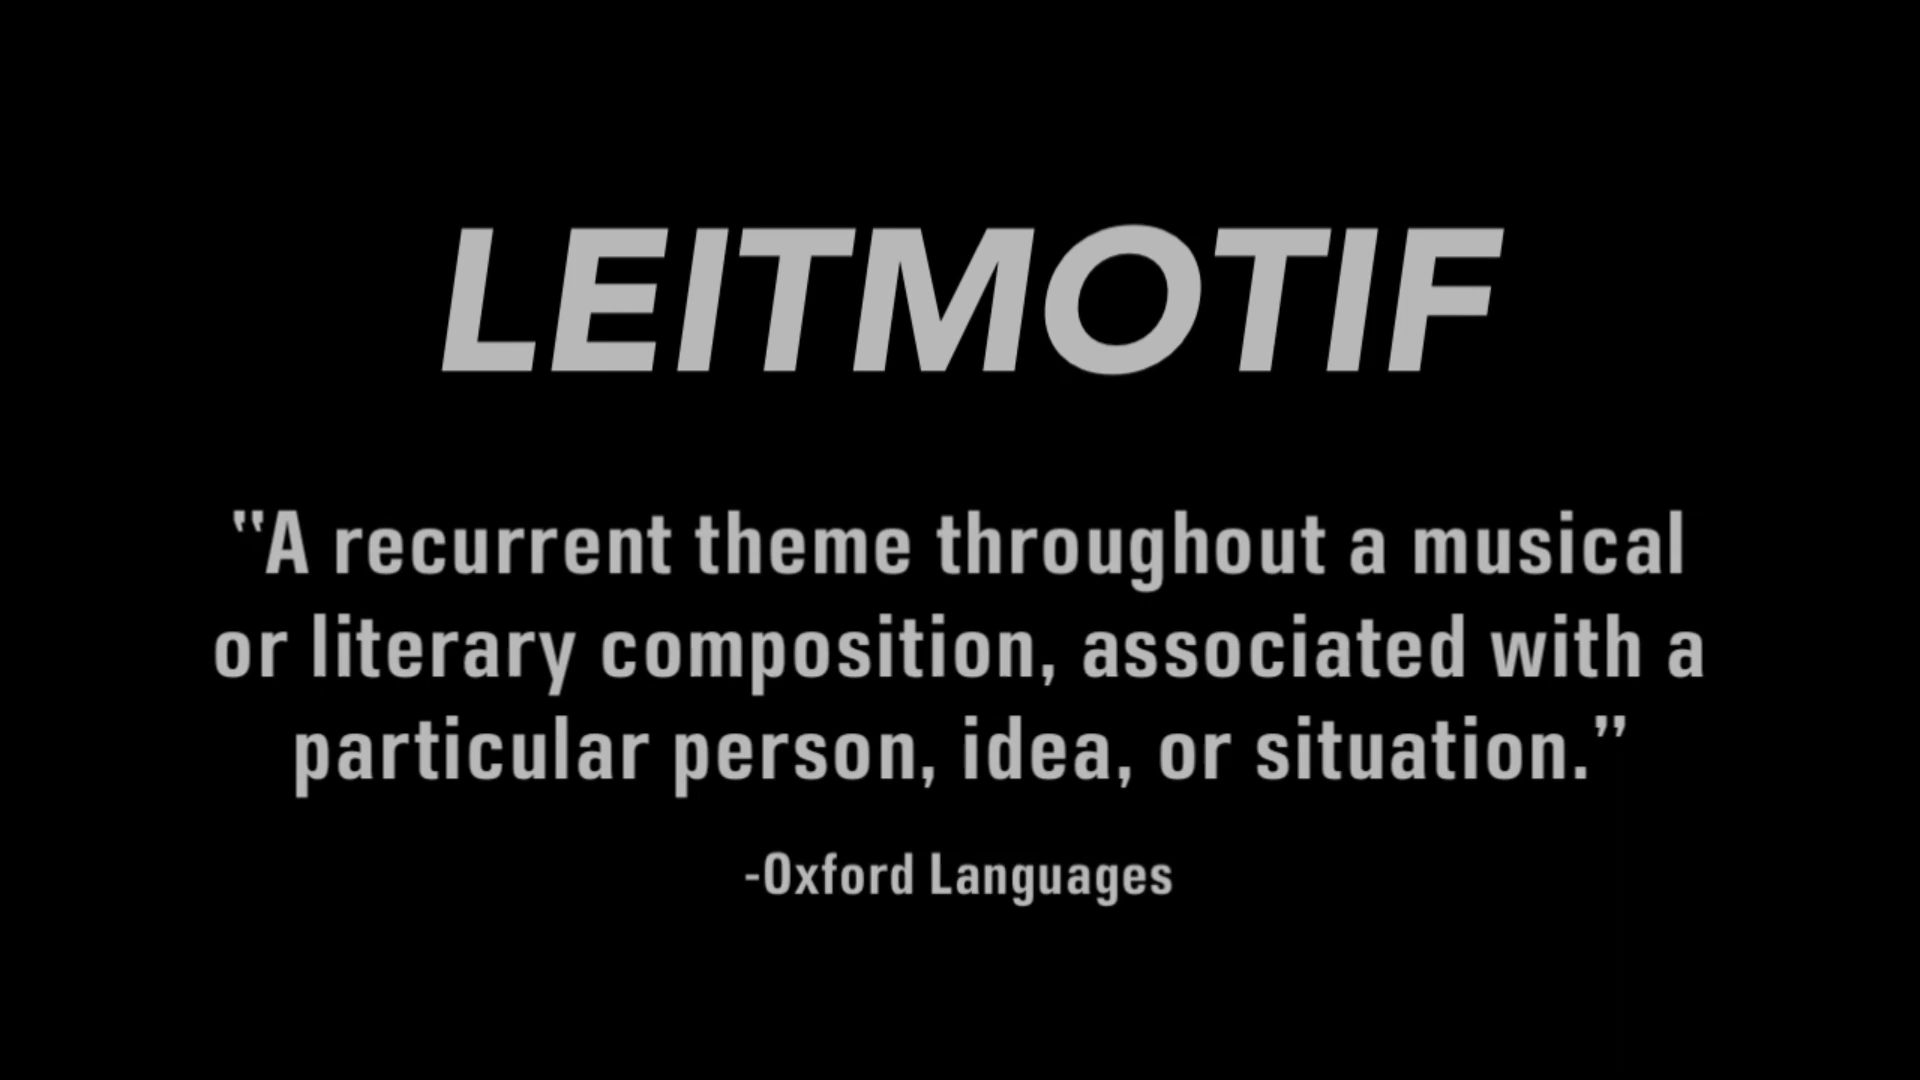 LEITMOTIF
‟A recurrent theme throughout a musical
or literary composition, associated with a
particular person, idea, or situation.”
-Oxford Languages